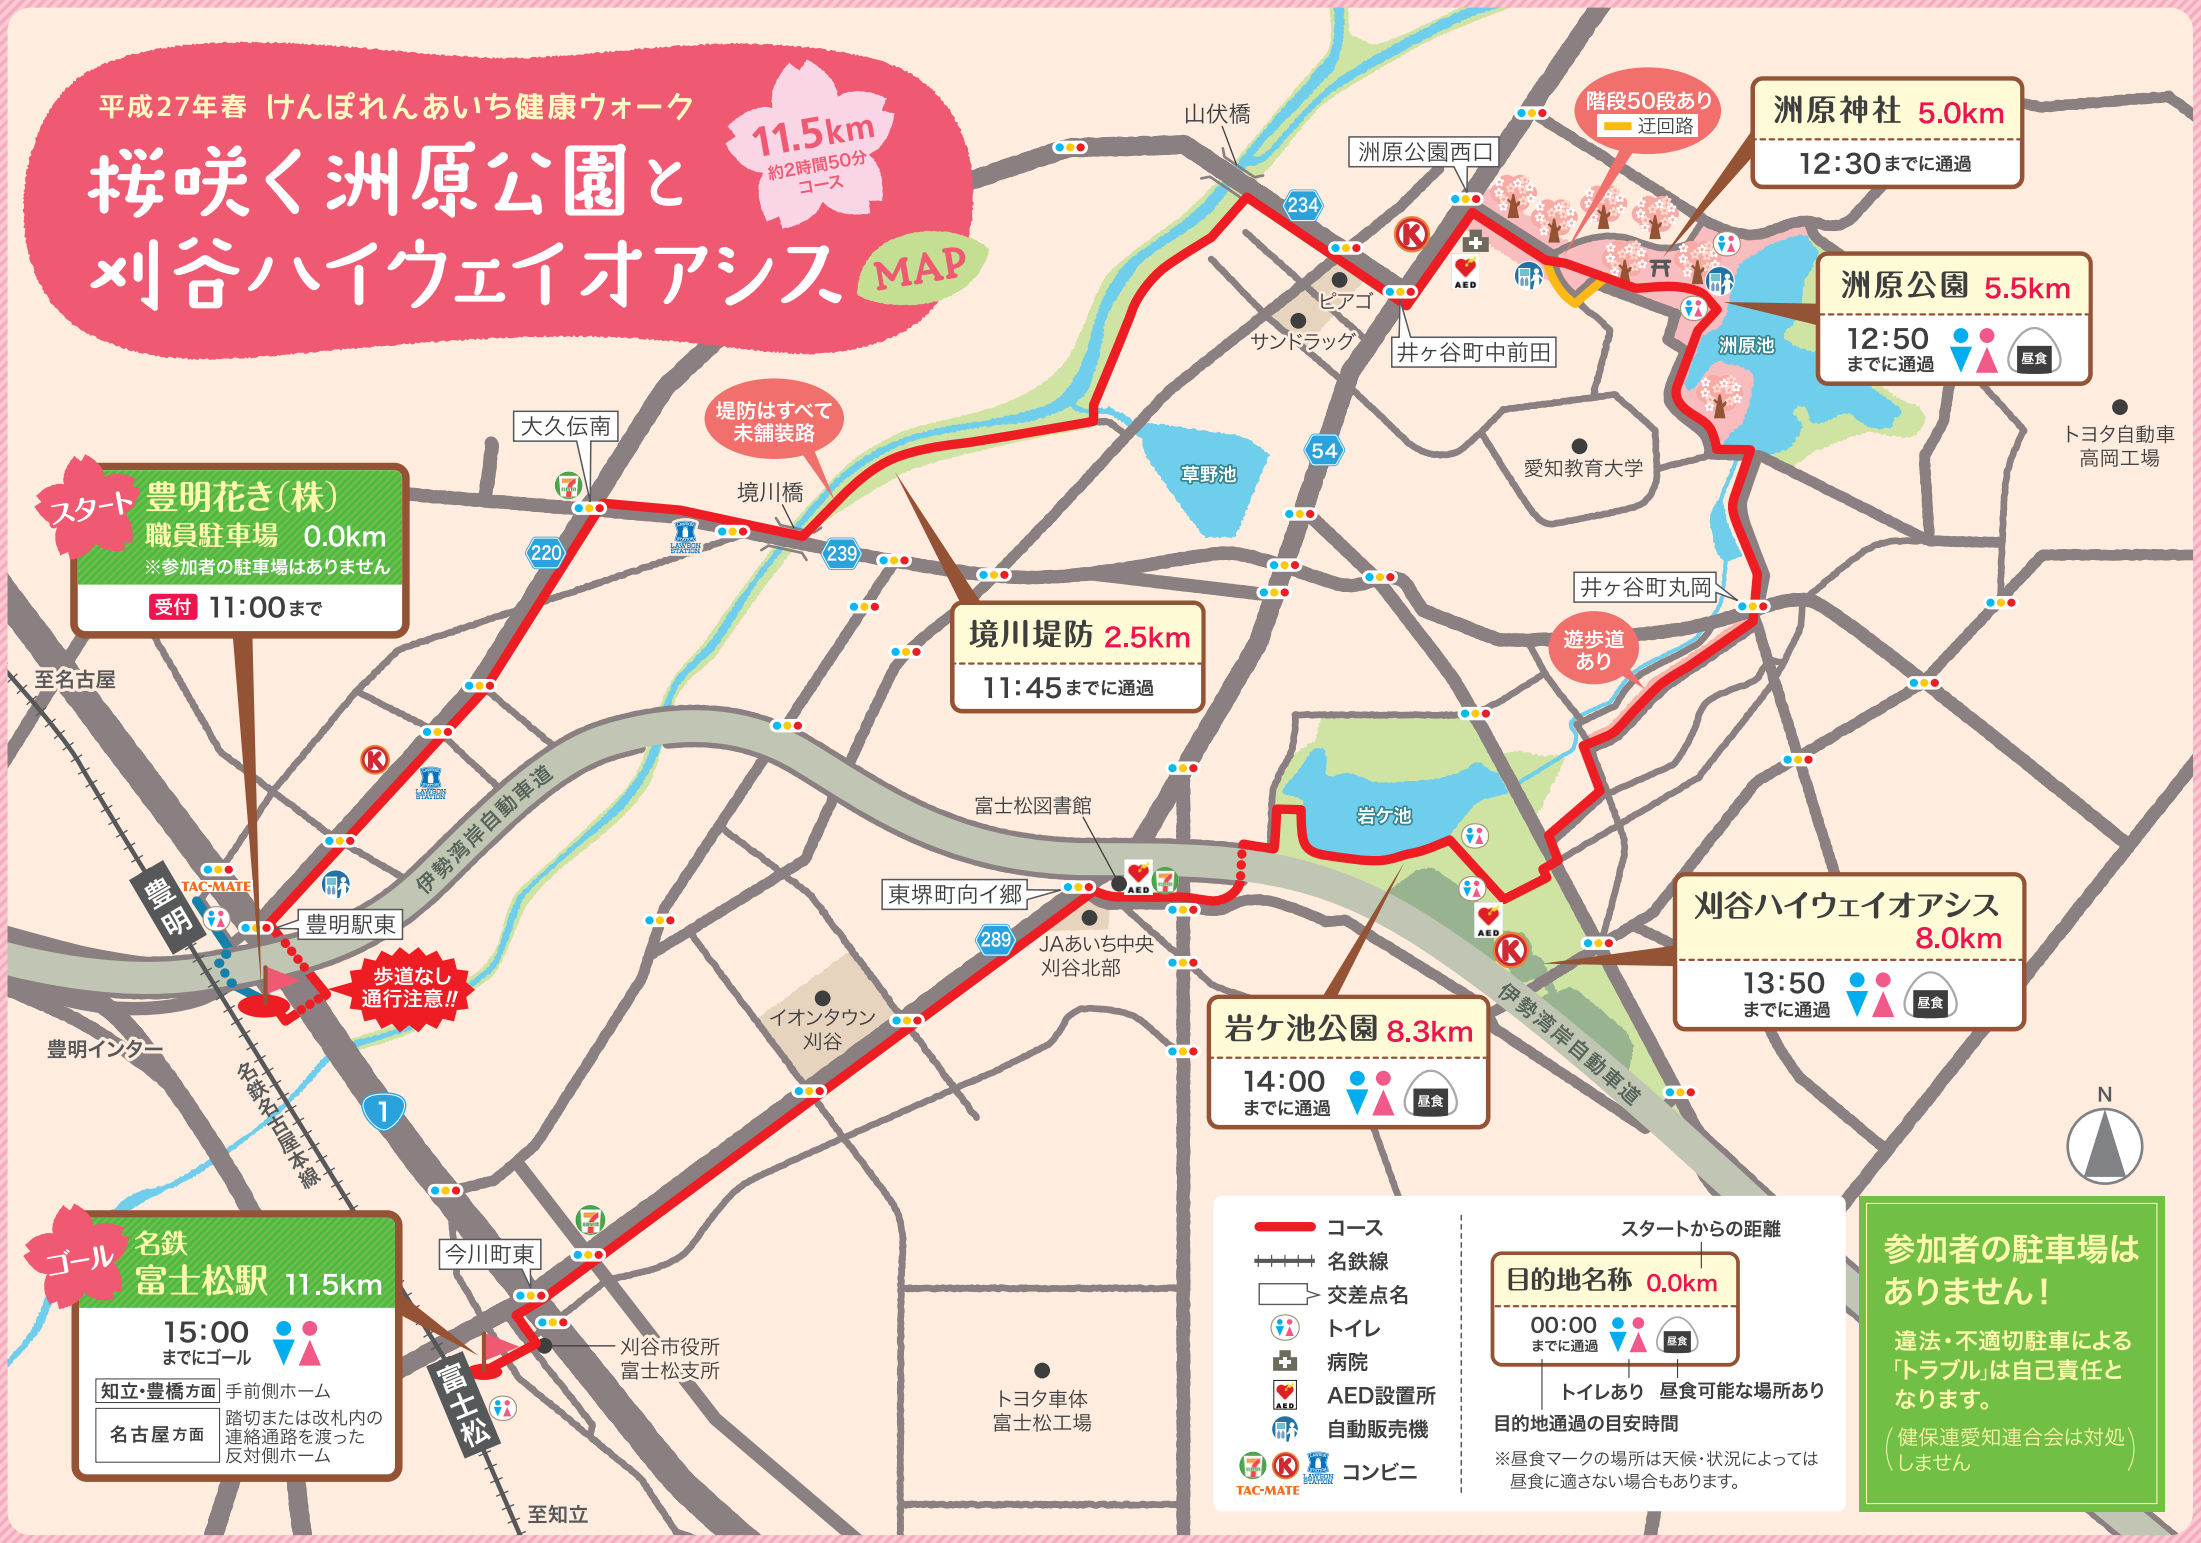 平成27年春 けんぽれんあいち健康ウォーク
桜咲く洲原公園と
刈谷ハイウェイオアシス
MAP
11.5km
約2時間50分
コース
スタート
豊明花き(株)
職員駐車場 0.0km
※参加者の駐車場はありません
受付 11:00まで
大久伝南
堤防はすべて
未舗装路
境川橋
220
239
LAWSON
STATION
山伏橋
234
洲原公園西口
階段50段あり
迂回路
洲原神社 5.0km
12:30までに通過
洲原公園 5.5km
12:50
までに通過
昼食
AED
ピアゴ
サンドラッグ
井ヶ谷町中前田
洲原池
愛知教育大学
トヨタ自動車
高岡工場
草野池
54
境川堤防 2.5km
11:45までに通過
井ヶ谷町丸岡
遊歩道
あり
至名古屋
LAWSON
STATION
伊勢湾岸自動車道
豊明
TAC-MATE
豊明駅東
歩道なし
通行注意!!
豊明インター
名鉄名古屋本線
1
富士松図書館
AED
東堺町向イ郷
289
JAあいち中央
刈谷北部
イオンタウン
刈谷
岩ケ池
AED
刈谷ハイウェイオアシス
8.0km
13:50
までに通過
昼食
岩ケ池公園 8.3km
14:00
までに通過
昼食
伊勢湾岸自動車道
N
ゴール
名鉄
富士松駅 11.5km
15:00
までにゴール
知立・豊橋方面 手前側ホーム
名古屋方面
踏切または改札内の
連絡通路を渡った
反対側ホーム
今川町東
刈谷市役所
富士松支所
富士松
至知立
トヨタ車体
富士松工場
コース
名鉄線
交差点名
トイレ
病院
AED
AED設置所
自動販売機
LAWSON
STATION
TAC-MATE
コンビニ
スタートからの距離
目的地名称 0.0km
00:00
までに通過
昼食
トイレあり 昼食可能な場所あり
目的地通過の目安時間
※昼食マークの場所は天候・状況によっては
昼食に適さない場合もあります。
参加者の駐車場は
ありません!
違法・不適切駐車による
「トラブル」は自己責任と
なります。
(健保連愛知連合会は対処
しません)